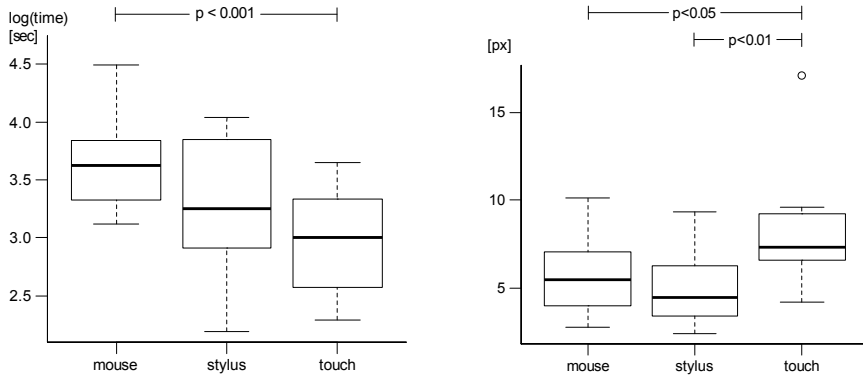 log(time)
[sec]
p < 0.001
4.5
4.0
3.5
3.0
2.5
mouse stylus touch
p<0.05
p<0.01
[px]
15
10
5
mouse stylus touch